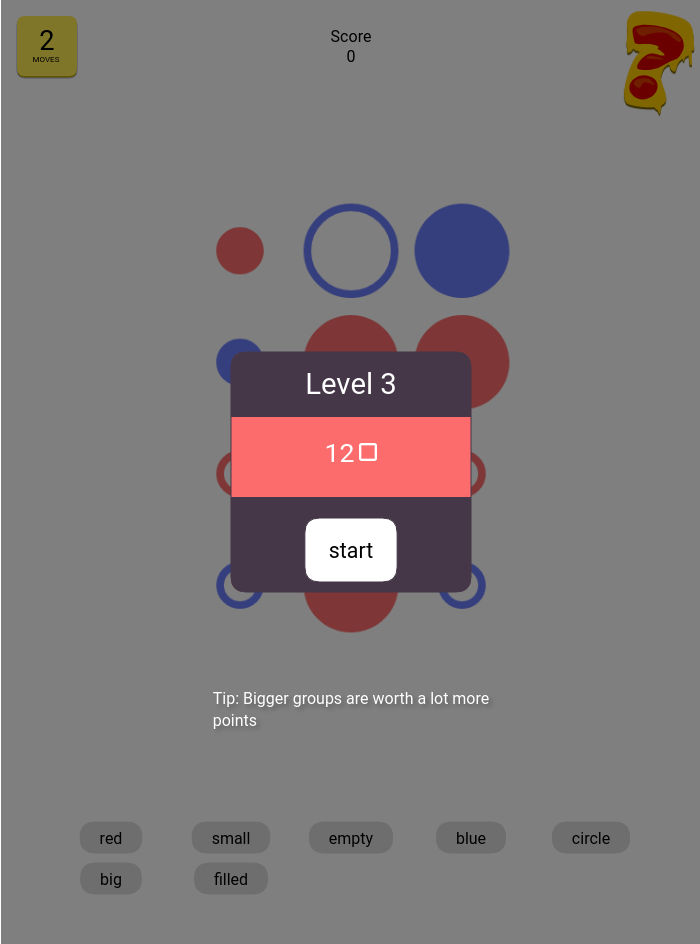 2
MOVES
Score
0
Level 3
12
start
Tip: Bigger groups are worth a lot more
points
red small empty blue circle
big filled